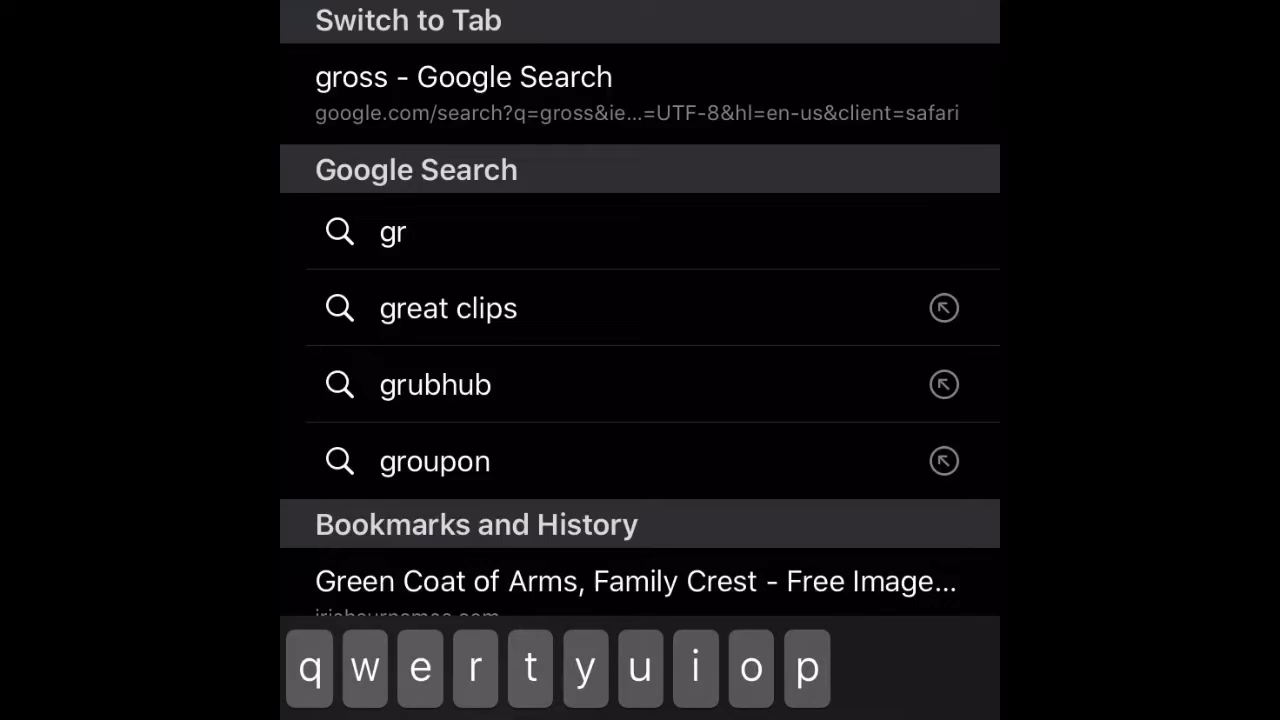 Switch to Tab
gross - Google Search
google.com/search?q=gross&ie...=UTF-8&hl=en-us&client=safari
Google Search
gr
great clips
grubhub
groupon
Bookmarks and History
Green Coat of Arms, Family Crest - Free Image...
q w e r t y u i o p